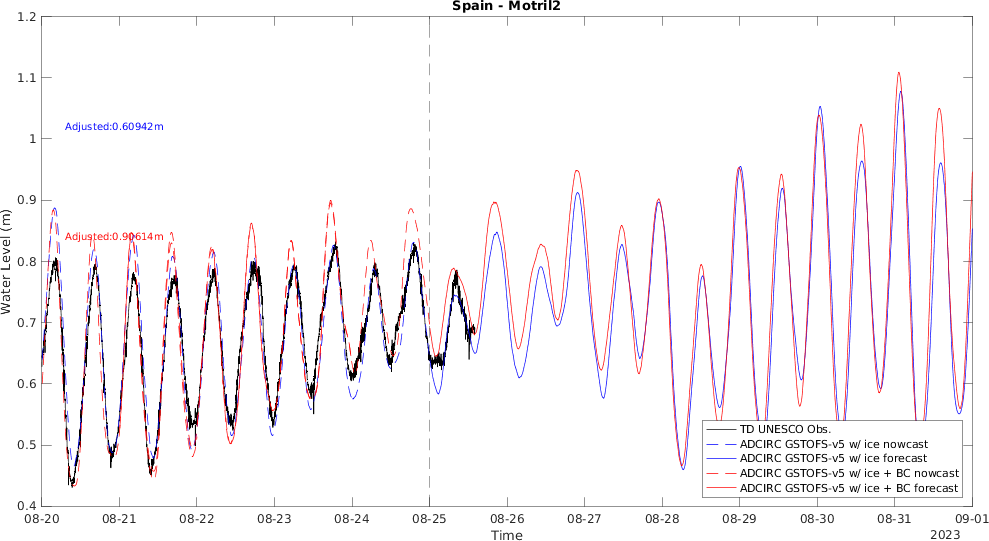 Spain - Motril2
1.2
1.1
1
0.9
0.8
0.7
0.6
0.5
0.4
Water Level (m)
Adjusted:0.60942m
Adjusted:0.90614m
TD UNESCO Obs.
ADCIRC GSTOFS-v5 w/ ice nowcast
ADCIRC GSTOFS-v5 w/ ice forecast
ADCIRC GSTOFS-v5 w/ ice + BC nowcast
ADCIRC GSTOFS-v5 w/ ice + BC forecast
08-20 08-21 08-22 08-23 08-24 08-25 08-26 08-27 08-28 08-29 08-30 08-31 09-01
Time
2023